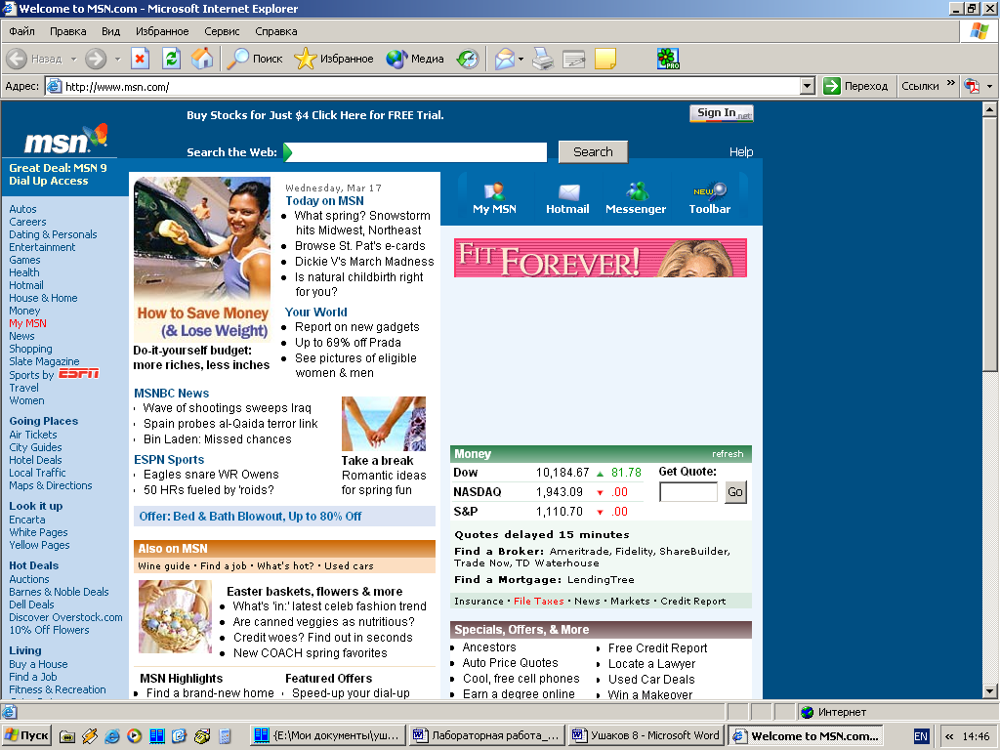 Welcome to MSN.com - Microsoft Internet Explorer
Файл Правка Вид Избранное Сервис Справка
Назад Поиск Избранное Медиа PRO
Адрес: http://www.msn.com/ Переход Ссылки »
Buy Stocks for Just $4 Click Here for FREE Trial.
Sign In .net
msn
Search the Web: Search Help
Great Deal: MSN 9
Dial Up Access
Autos
Careers
Dating & Personals
Entertainment
Games
Health
Hotmail
House & Home
Money
My MSN
News
Shopping
Slate Magazine
Sports by ESPN
Travel
Women
Going Places
Air Tickets
City Guides
Hotel Deals
Local Traffic
Maps & Directions
Look it up
Encarta
White Pages
Yellow Pages
Hot Deals
Auctions
Barnes & Noble Deals
Dell Deals
Discover Overstock.com
10% Off Flowers
Living
Buy a House
Find a Job
Fitness & Recreation
How to Save Money
(& Lose Weight)
Do-it-yourself budget:
more riches, less inches
Wednesday, Mar 17
Today on MSN
What spring? Snowstorm
hits Midwest, Northeast
Browse St. Pat's e-cards
Dickie V's March Madness
Is natural childbirth right
for you?
Your World
Report on new gadgets
Up to 69% off Prada
See pictures of eligible
women & men
MSNBC News
Wave of shootings sweeps Iraq
Spain probes al-Qaida terror link
Bin Laden: Missed chances
ESPN Sports
Eagles snare WR Owens
50 HRs fueled by 'roids?
Take a break
Romantic ideas
for spring fun
Offer: Bed & Bath Blowout, Up to 80% Off
Also on MSN
Wine guide • Find a job • What's hot? • Used cars
Easter baskets, flowers & more
What's 'in:' latest celeb fashion trend
Are canned veggies as nutritious?
Credit woes? Find out in seconds
New COACH spring favorites
MSN Highlights
Find a brand-new home
Featured Offers
Speed-up your dial-up
My MSN Hotmail Messenger NEW Toolbar
FIT FOREVER!
Money refresh
Dow 10,184.67 ▲ 81.78
NASDAQ 1,943.09 ▼ .00
S&P 1,110.70 ▼ .00
Get Quote:
Go
Quotes delayed 15 minutes
Find a Broker: Ameritrade, Fidelity, ShareBuilder,
Trade Now, TD Waterhouse
Find a Mortgage: LendingTree
Insurance • File Taxes • News • Markets • Credit Report
Specials, Offers, & More
Ancestors
Auto Price Quotes
Cool, free cell phones
Earn a degree online
Free Credit Report
Locate a Lawyer
Used Car Deals
Win a Makeover
Интернет
Пуск
{E:\Мои документы\уш...
Лабораторная работа_...
Ушаков 8 - Microsoft Word
Welcome to MSN.com...
EN « 14:46